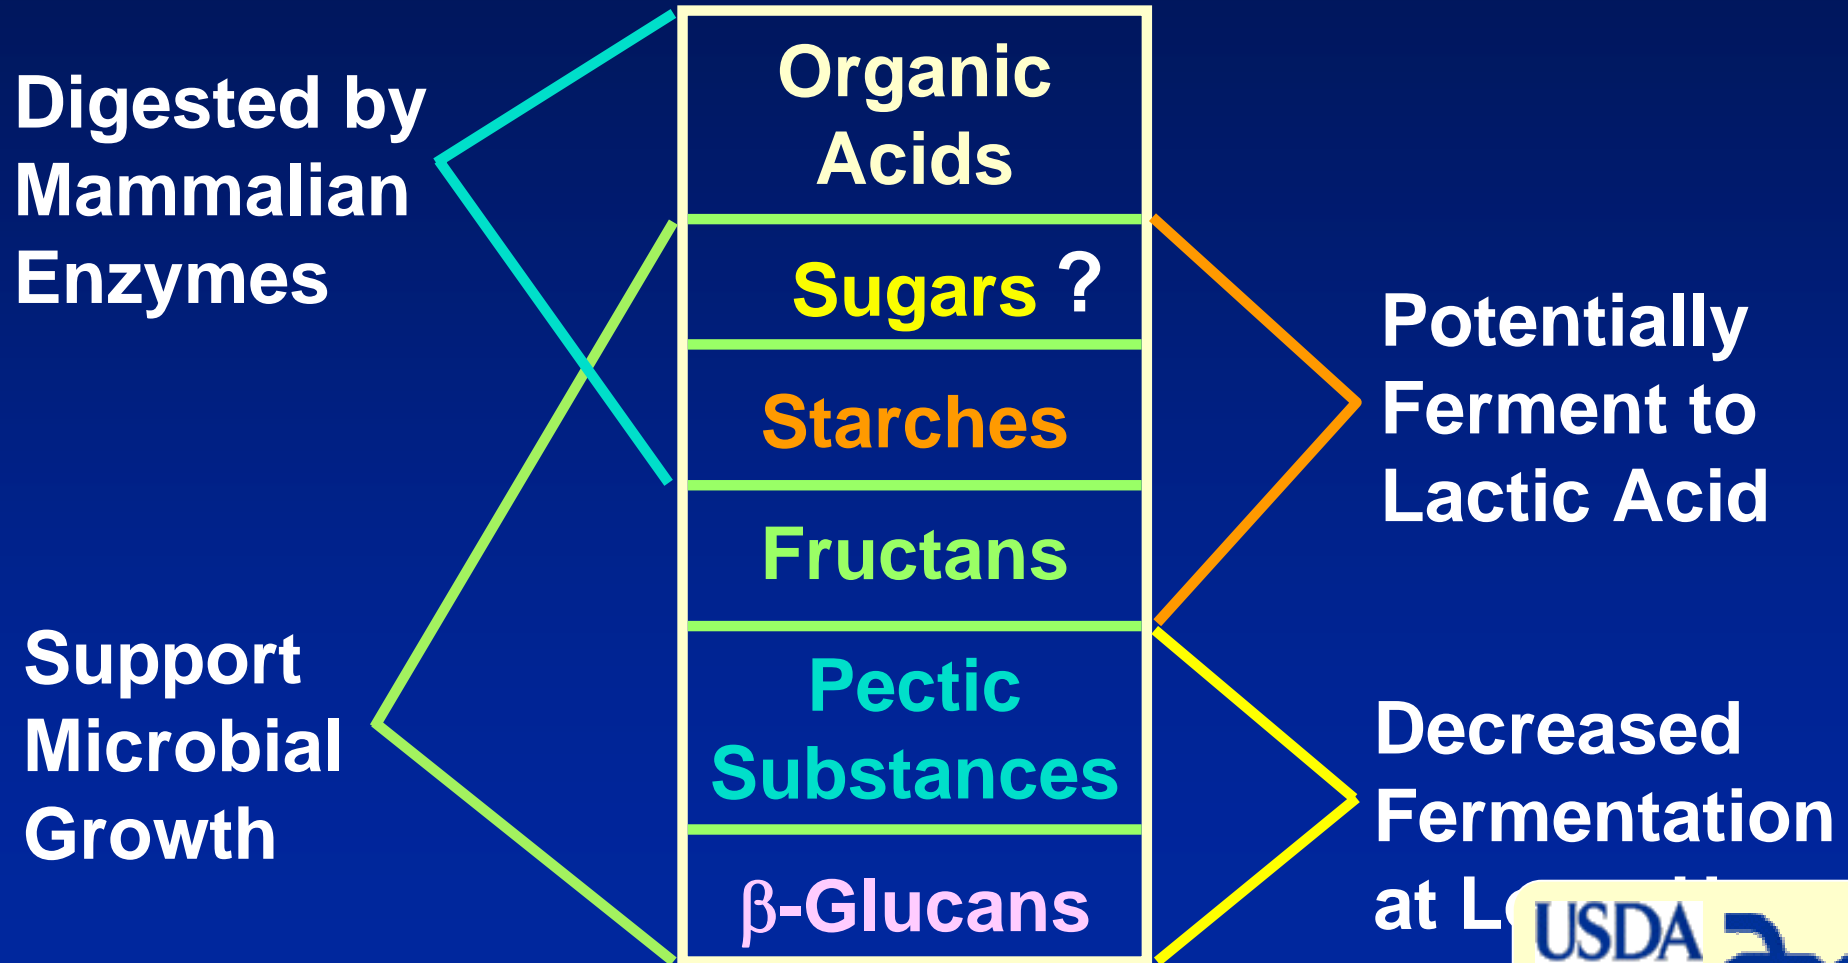 Digested by
Mammalian
Enzymes
Support
Microbial
Growth
Organic
Acids
Sugars ?
Starches
Fructans
Pectic
Substances
β-Glucans
Potentially
Ferment to
Lactic Acid
Decreased
Fermentation
at
USDA